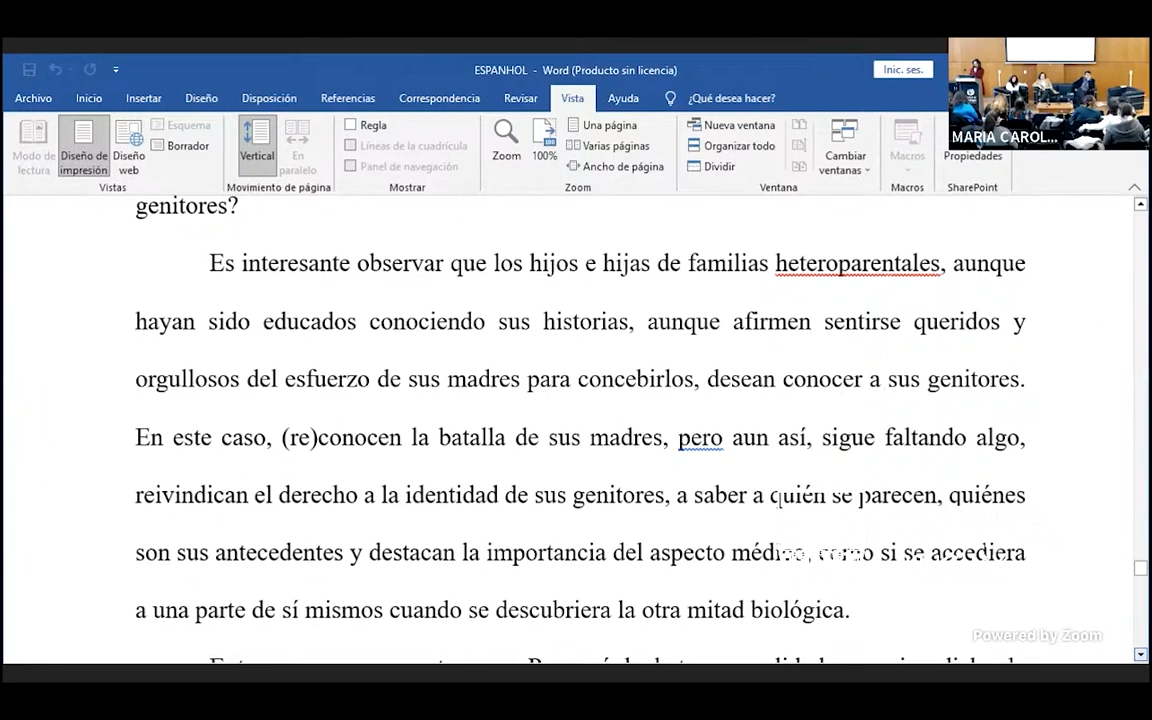 ESPANHOL - Word (Producto sin licencia)
Inic. ses.
Archivo Inicio Insertar Diseño Disposición Referencias Correspondencia Revisar Vista Ayuda ¿Qué desea hacer?
MARIA CAROL...
Modo de lectura
Diseño de impresión
Diseño web
Esquema
Borrador
Vistas
Vertical
En paralelo
Movimiento de página
Regla
Líneas de la cuadrícula
Panel de navegación
Mostrar
Zoom
100%
Una página
Varias páginas
Ancho de página
Zoom
Nueva ventana
Organizar todo
Dividir
Cambiar ventanas
Ventana
Macros
Macros
Propiedades
SharePoint
genitores?
Es interesante observar que los hijos e hijas de familias heteroparentales, aunque
hayan sido educados conociendo sus historias, aunque afirmen sentirse queridos y
orgullosos del esfuerzo de sus madres para concebirlos, desean conocer a sus genitores.
En este caso, (re)conocen la batalla de sus madres, pero aun así, sigue faltando algo,
reivindican el derecho a la identidad de sus genitores, a saber a quién se parecen, quiénes
son sus antecedentes y destacan la importancia del aspecto médico, como si se accediera
a una parte de sí mismos cuando se descubriera la otra mitad biológica.
Powered by Zoom